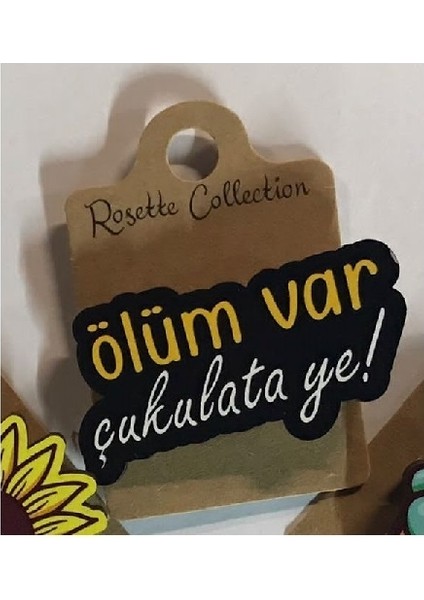 Rosette Collection
ölüm var
çukulata ye!